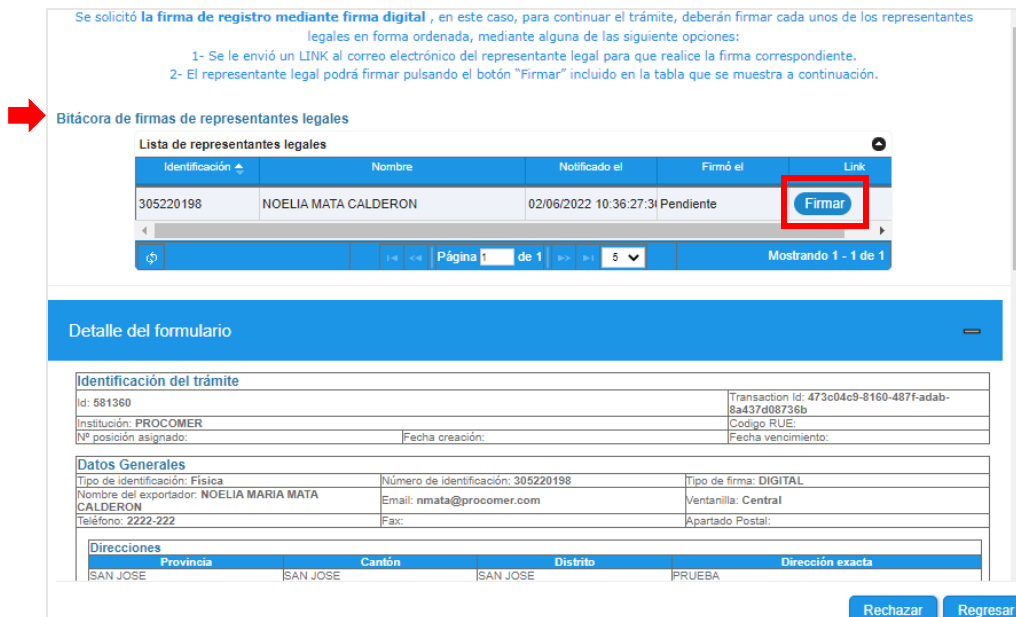 Se solicitó la firma de registro mediante firma digital , en este caso, para continuar el trámite, deberán firmar cada unos de los representantes
legales en forma ordenada, mediante alguna de las siguiente opciones:
1- Se le envió un LINK al correo electrónico del representante legal para que realice la firma correspondiente.
2- El representante legal podrá firmar pulsando el botón "Firmar" incluido en la tabla que se muestra a continuación.
Bitácora de firmas de representantes legales
Lista de representantes legales
Identificación Nombre Notificado el Firmó el Link
305220198 NOELIA MATA CALDERON 02/06/2022 10:36:27:3 Pendiente Firmar
Página 1 de 1 5 Mostrando 1 - 1 de 1
Detalle del formulario
Identificación del trámite
Id: 581360 Transaction Id: 473c04c9-8160-487f-adab-
8a437d08736b
Institución: PROCOMER Codigo RUE:
Nº posición asignado: Fecha creación: Fecha vencimiento:
Datos Generales
Tipo de identificación: Física Número de identificación: 305220198 Tipo de firma: DIGITAL
Nombre del exportador: NOELIA MARIA MATA
CALDERON Email: nmata@procomer.com Ventanilla: Central
Teléfono: 2222-222 Fax: Apartado Postal:
Direcciones
Provincia Cantón Distrito Dirección exacta
SAN JOSE SAN JOSE SAN JOSE PRUEBA
Rechazar Regresar